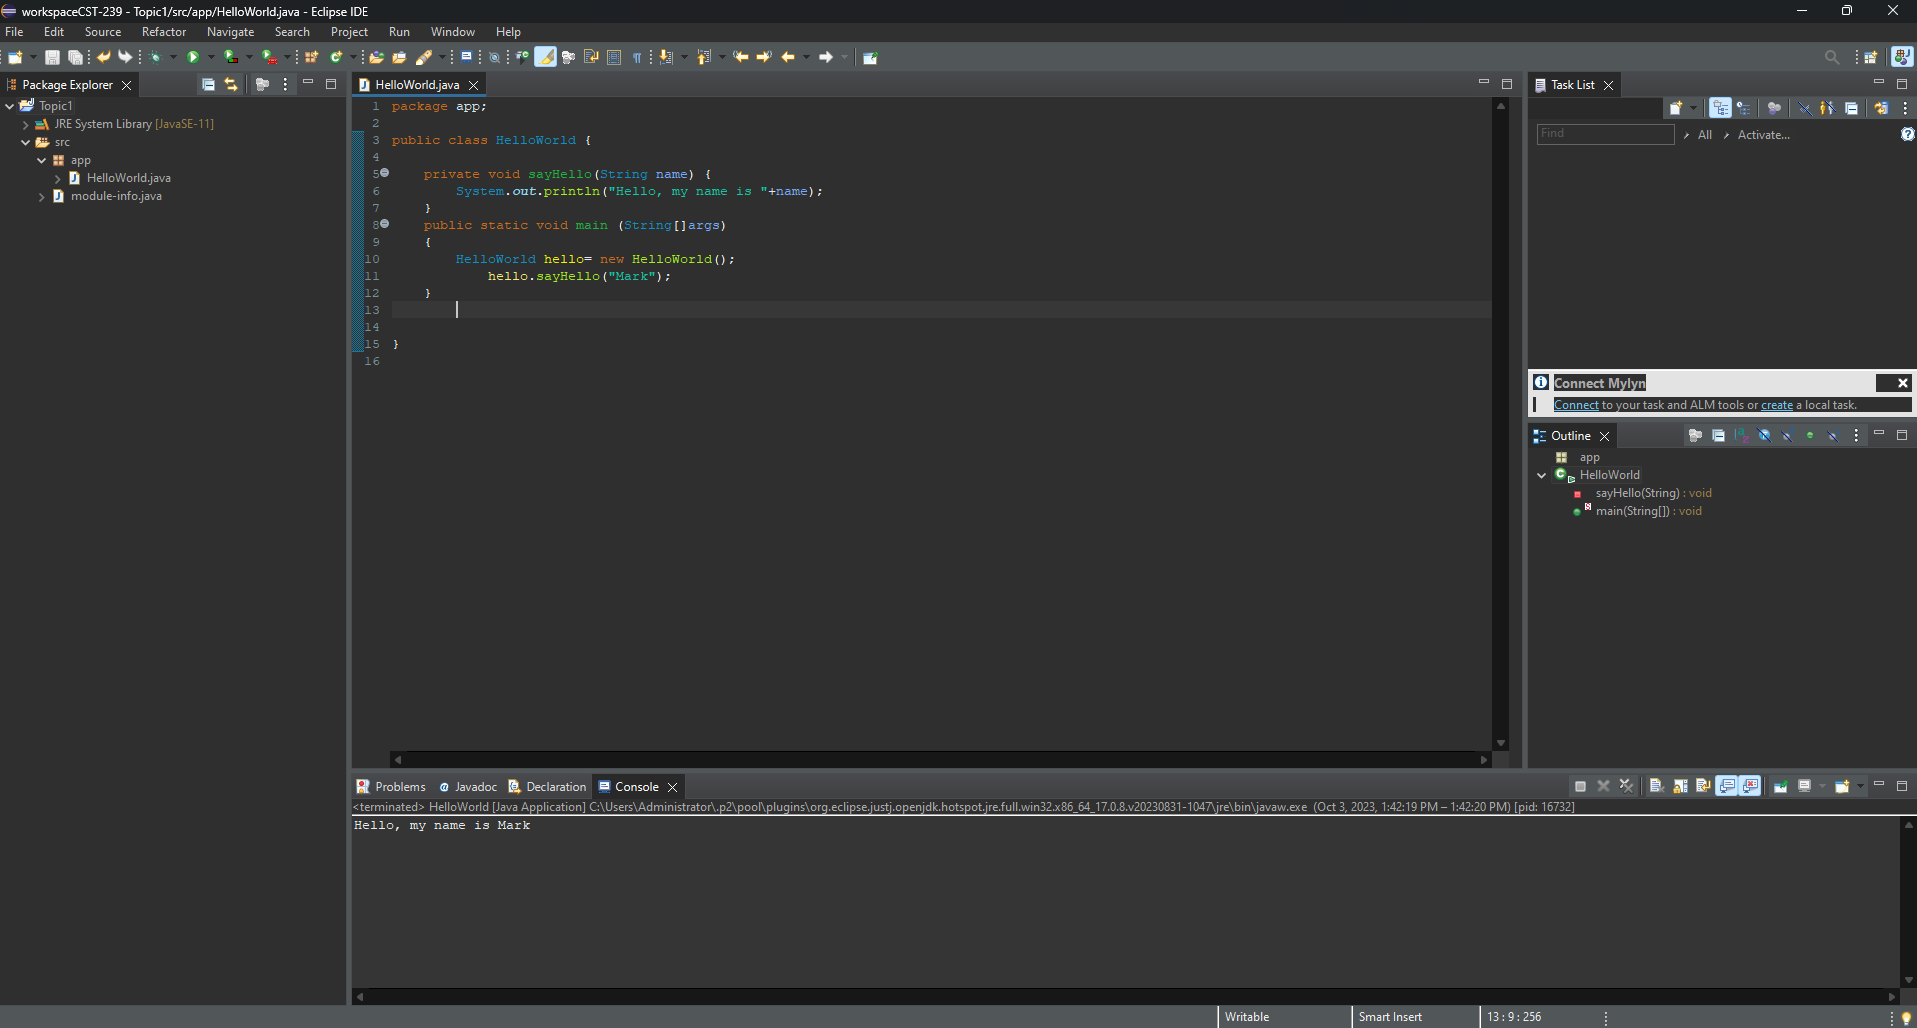 workspaceCST-239 - Topic1/src/app/HelloWorld.java - Eclipse IDE
File Edit Source Refactor Navigate Search Project Run Window Help
Package Explorer
Topic1
JRE System Library [JavaSE-11]
src
app
HelloWorld.java
module-info.java
HelloWorld.java
1 package app;
2
3 public class HelloWorld {
4
5 private void sayHello(String name) {
6 System.out.println("Hello, my name is "+name);
7 }
8 public static void main (String[]args)
9 {
10 HelloWorld hello= new HelloWorld();
11 hello.sayHello("Mark");
12 }
13
14
15 }
16
Task List
Find All Activate...
Connect Mylyn
Connect to your task and ALM tools or create a local task.
Outline
app
HelloWorld
sayHello(String) : void
main(String[]) : void
Problems Javadoc Declaration Console
<terminated> HelloWorld [Java Application] C:\Users\Administrator\.p2\pool\plugins\org.eclipse.justj.openjdk.hotspot.jre.full.win32.x86_64_17.0.8.v20230831-1047\jre\bin\javaw.exe (Oct 3, 2023, 1:42:19 PM – 1:42:20 PM) [pid: 16732]
Hello, my name is Mark
Writable Smart Insert 13 : 9 : 256